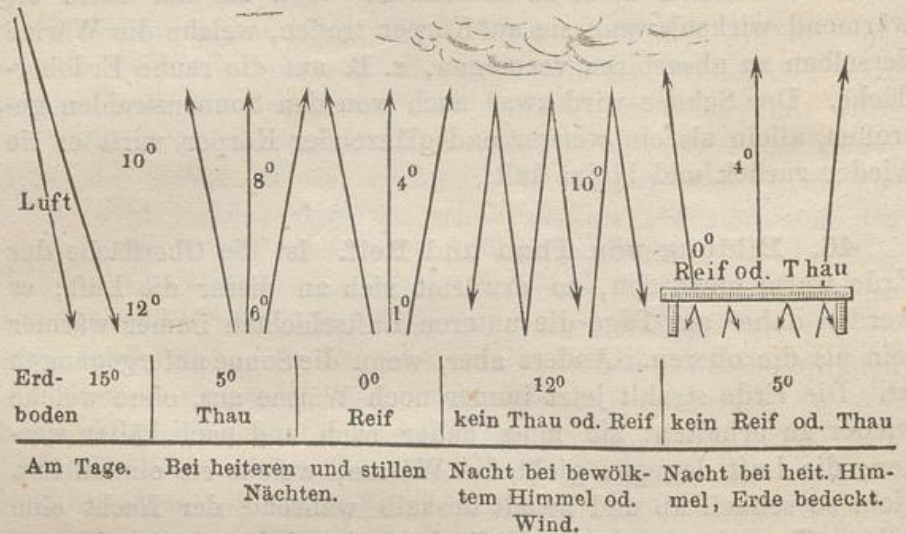 10⁰
8⁰
4⁰
10⁰
4⁰
Luft
0⁰
Reif od. Thau
12⁰
6⁰
1⁰
Erd-
boden
15⁰
5⁰
0⁰
12⁰
5⁰
Thau
Reif
kein Thau od. Reif
kein Reif od. Thau
Am Tage.
Bei heiteren und stillen
Nächten.
Nacht bei bewölk-
tem Himmel od.
Wind.
Nacht bei heit. Him-
mel, Erde bedeckt.